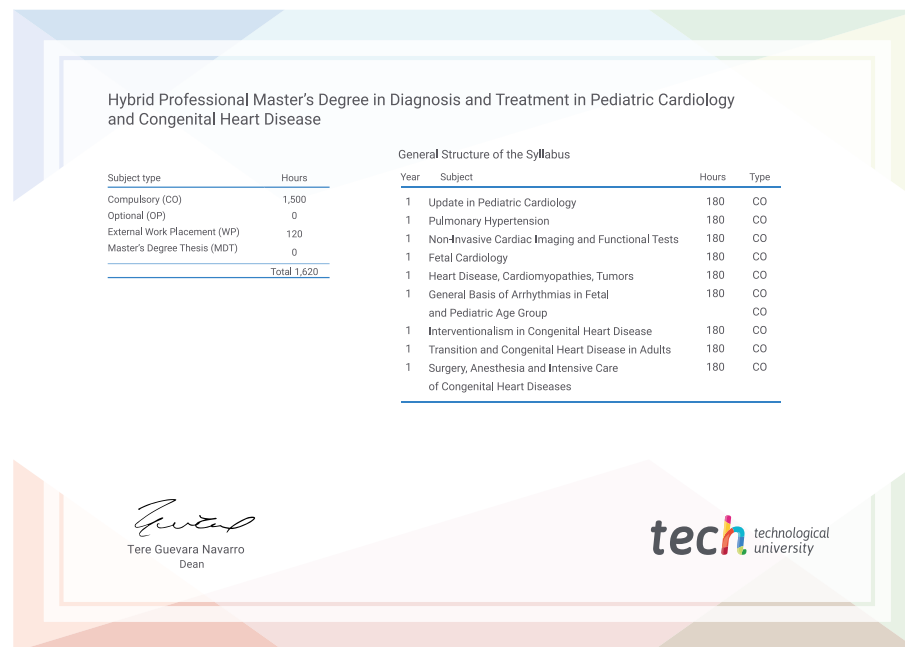 Hybrid Professional Master's Degree in Diagnosis and Treatment in Pediatric Cardiology
and Congenital Heart Disease
General Structure of the Syllabus
Subject type Hours
Compulsory (CO) 1,500
Optional (OP) 0
External Work Placement (WP) 120
Master's Degree Thesis (MDT) 0
Total 1,620
Year Subject Hours Type
1 Update in Pediatric Cardiology 180 CO
1 Pulmonary Hypertension 180 CO
1 Non-Invasive Cardiac Imaging and Functional Tests 180 CO
1 Fetal Cardiology 180 CO
1 Heart Disease, Cardiomyopathies, Tumors 180 CO
1 General Basis of Arrhythmias in Fetal 180 CO
and Pediatric Age Group CO
1 Interventionalism in Congenital Heart Disease 180 CO
1 Transition and Congenital Heart Disease in Adults 180 CO
1 Surgery, Anesthesia and Intensive Care 180 CO
of Congenital Heart Diseases
Tere Guevara Navarro
Dean
tech technological
university